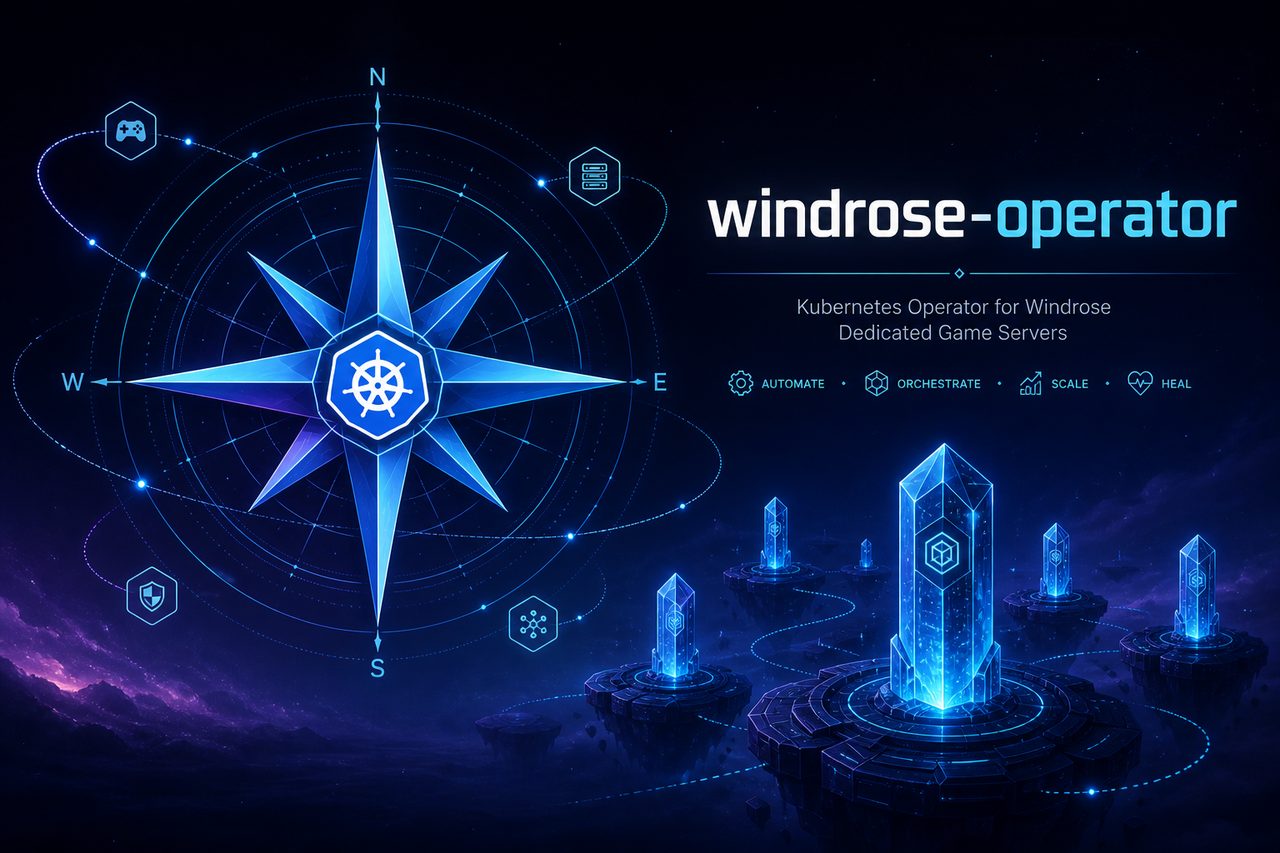 N
W
E
S
windrose-operator
Kubernetes Operator for Windrose
Dedicated Game Servers
AUTOMATE • ORCHESTRATE • SCALE • HEAL